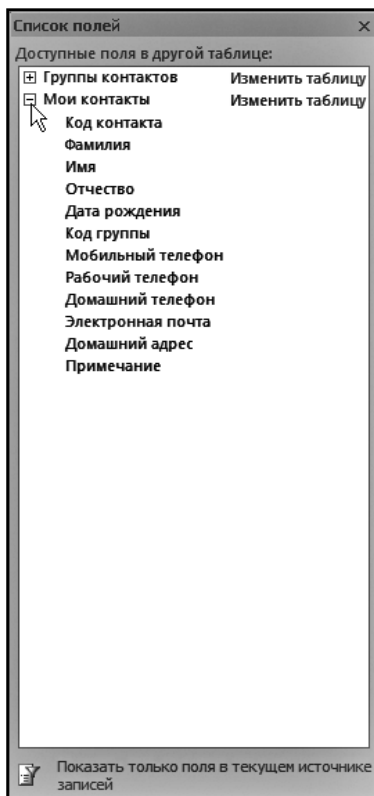 Список полей
Доступные поля в другой таблице:
Группы контактов Изменить таблицу
Мои контакты Изменить таблицу
Код контакта
Фамилия
Имя
Отчество
Дата рождения
Код группы
Мобильный телефон
Рабочий телефон
Домашний телефон
Электронная почта
Домашний адрес
Примечание
Показать только поля в текущем источнике
записей